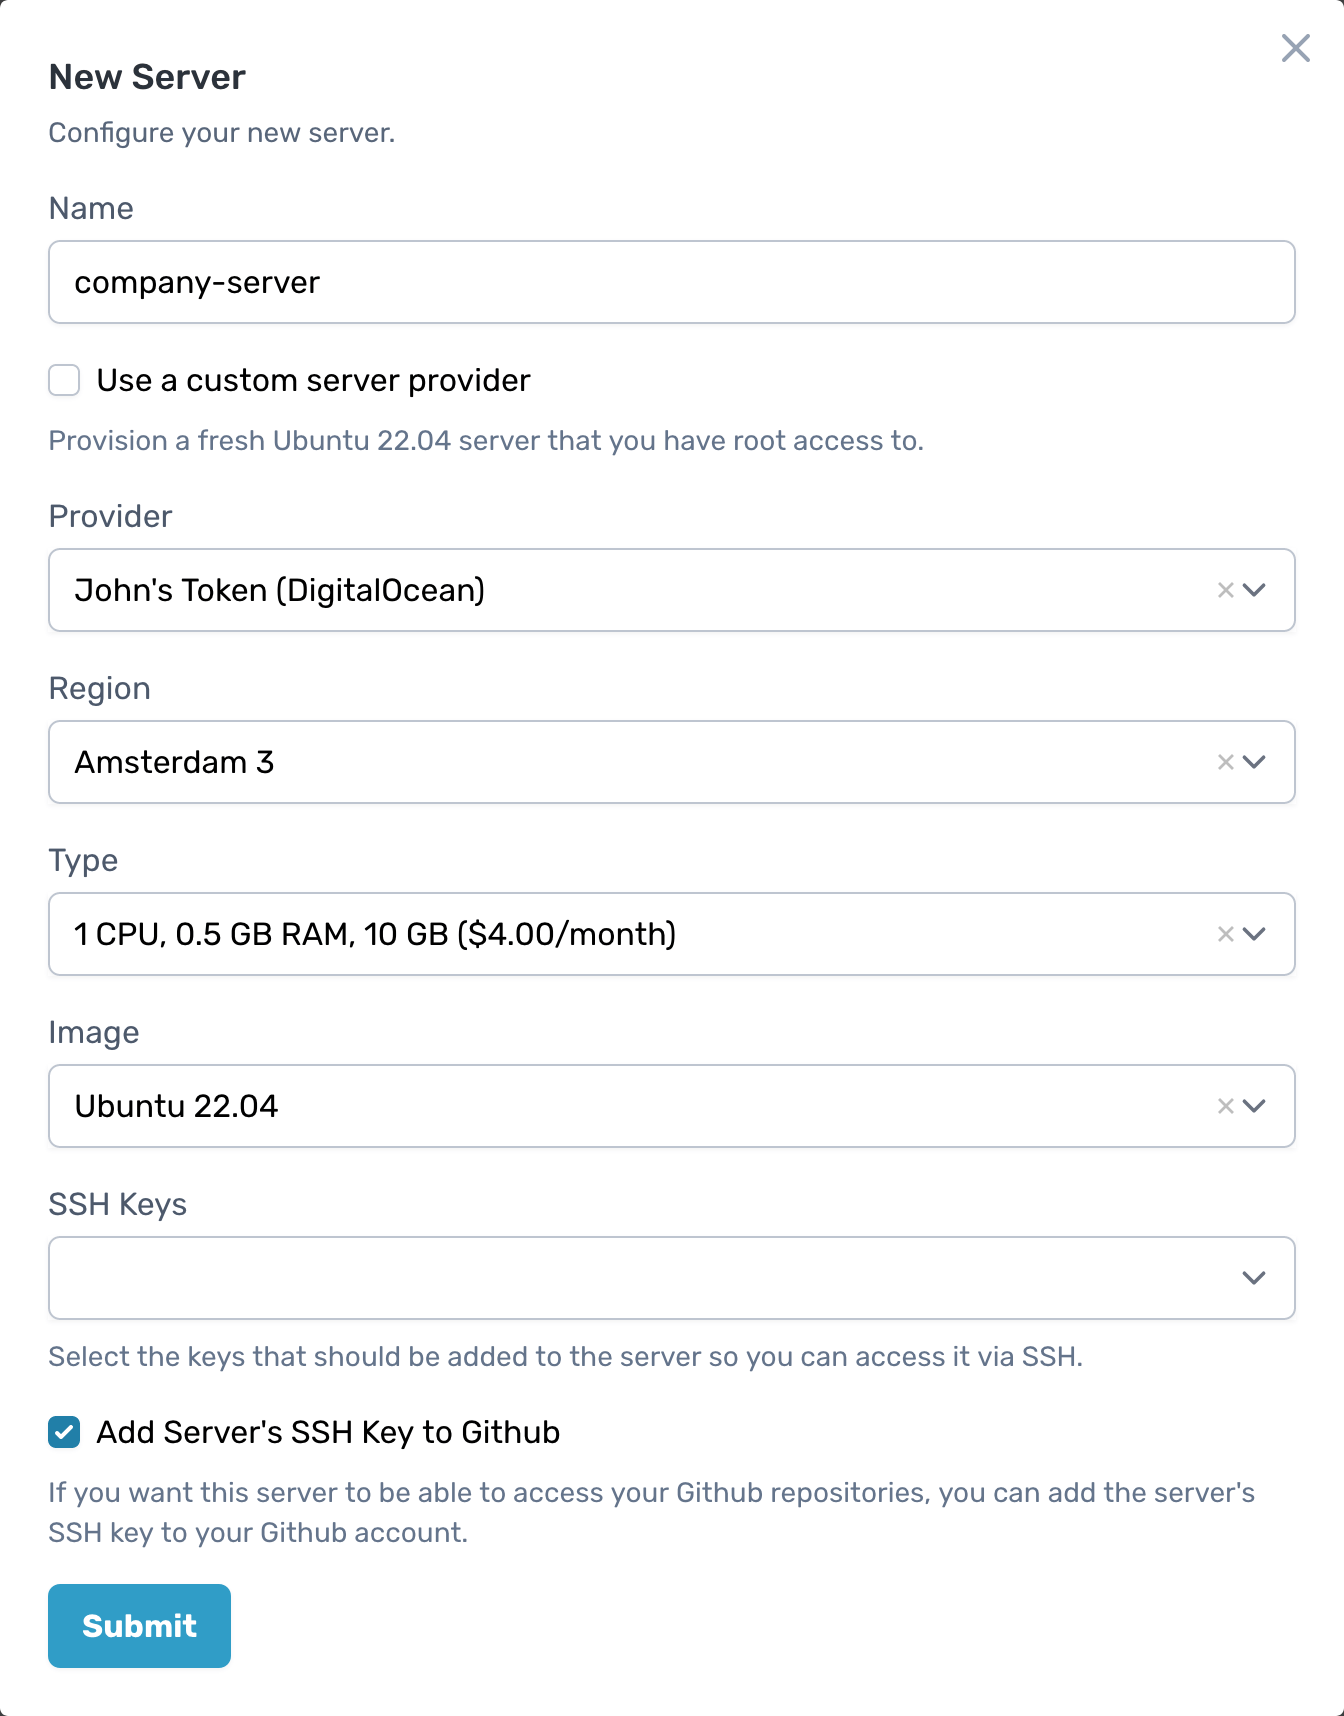 New Server
Configure your new server.
Name
company-server
Use a custom server provider
Provision a fresh Ubuntu 22.04 server that you have root access to.
Provider
John's Token (DigitalOcean)
Region
Amsterdam 3
Type
1 CPU, 0.5 GB RAM, 10 GB ($4.00/month)
Image
Ubuntu 22.04
SSH Keys
Select the keys that should be added to the server so you can access it via SSH.
Add Server's SSH Key to Github
If you want this server to be able to access your Github repositories, you can add the server's
SSH key to your Github account.
Submit